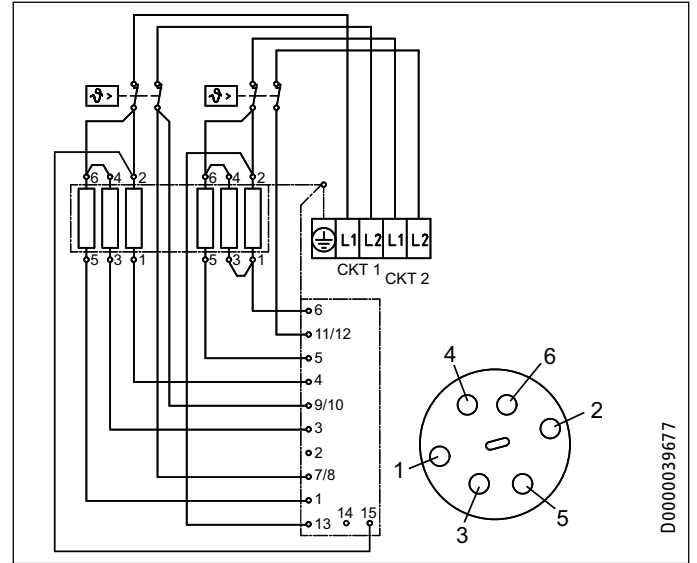 ϑ > ϑ >
6 4 2 6 4 2
5 3 1 5 3 1
L1 L2 L1 L2
CKT 1 CKT 2
6
11/12
5
4
9/10
3
2
7/8
1
13 14 15
4 6
2
1
3 5
D0000039677